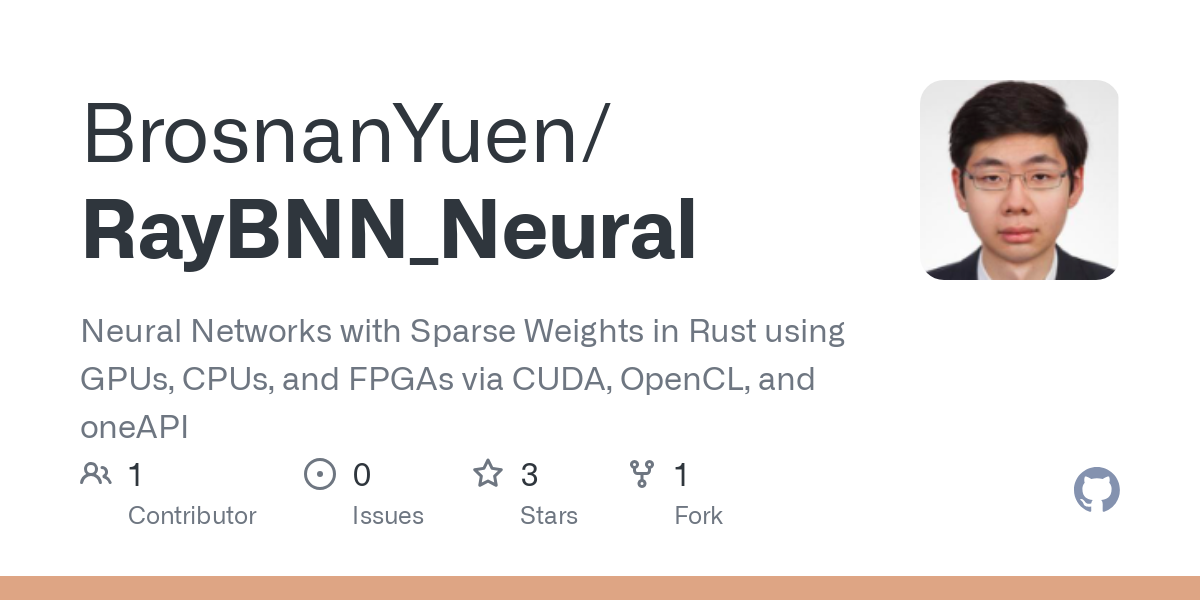 BrosnanYuen/
RayBNN_Neural
Neural Networks with Sparse Weights in Rust using
GPUs, CPUs, and FPGAs via CUDA, OpenCL, and
oneAPI
1 0 3 1
Contributor Issues Stars Fork